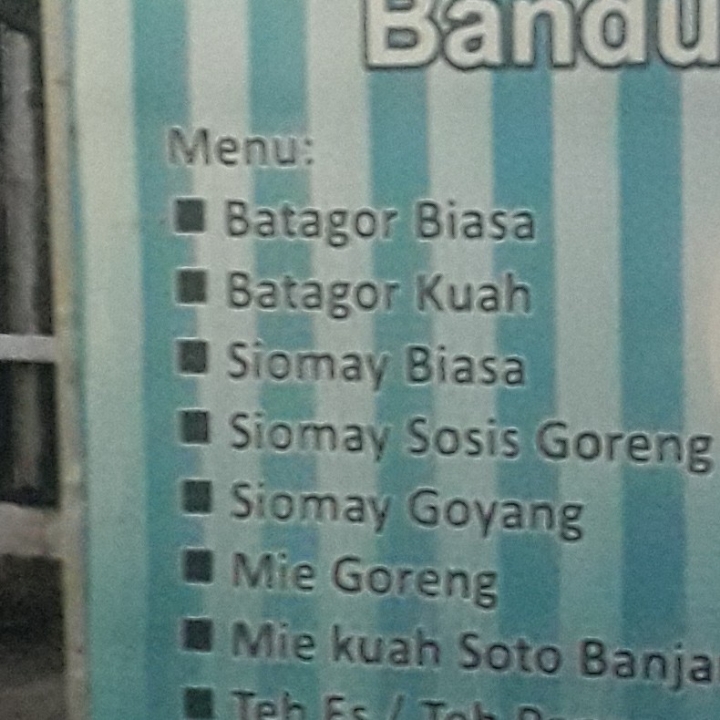 Bandu
Menu:
■ Batagor Biasa
■ Batagor Kuah
■ Siomay Biasa
■ Siomay Sosis Goreng
■ Siomay Goyang
■ Mie Goreng
■ Mie kuah Soto Banja
■ Teh Es / Teh